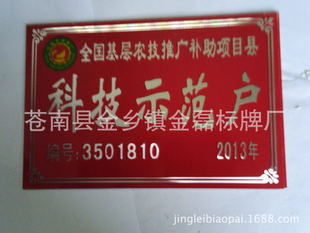 全国基层农技推广补助项目县
科技示范户
苍南县金乡镇金磊标牌厂
编号:3501810 2013年
jingleibiaopai.1688.com